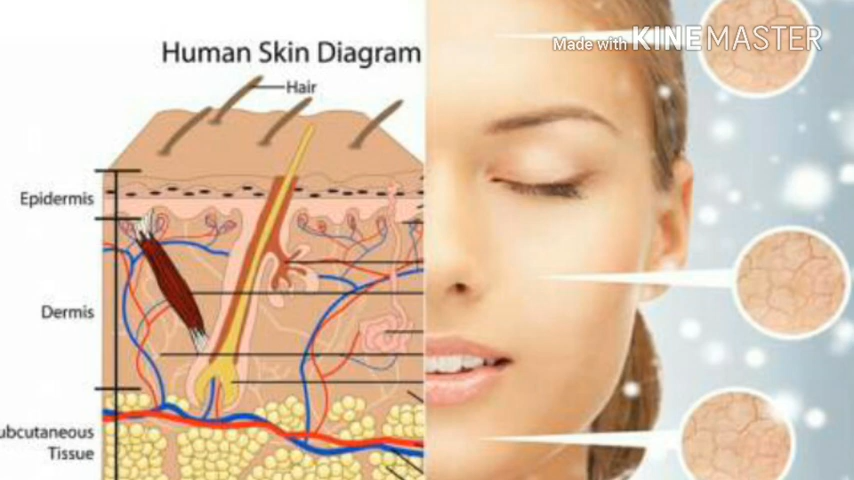 Human Skin Diagram
Made with KINEMASTER
Hair
Epidermis
Dermis
ubcutaneous
Tissue